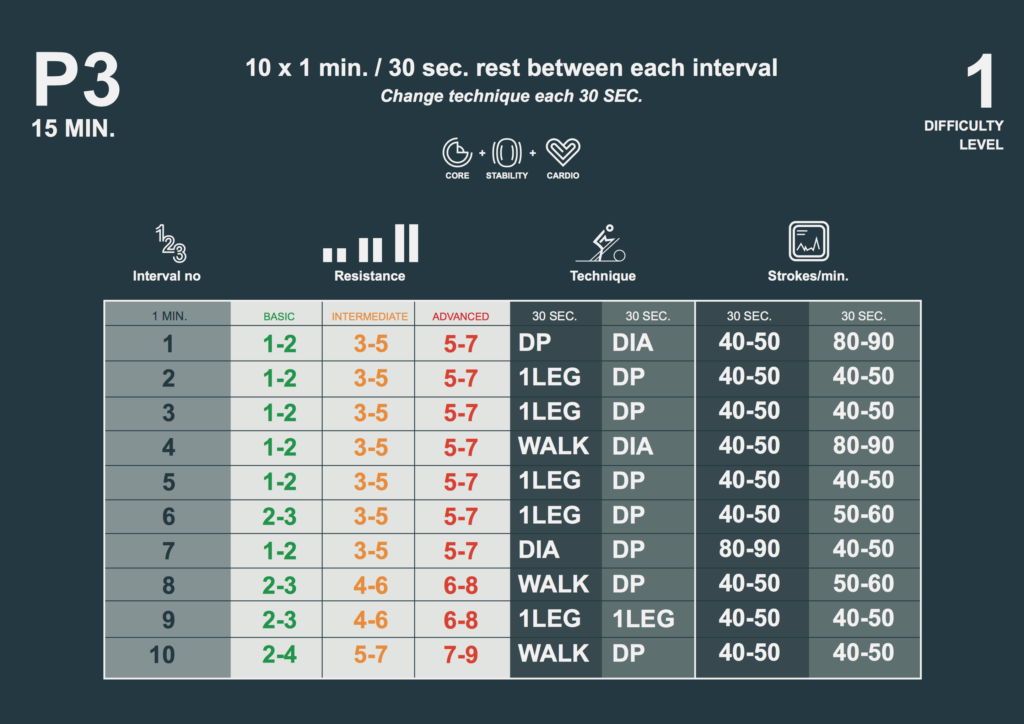 P3
15 MIN.
10 x 1 min. / 30 sec. rest between each interval
Change technique each 30 SEC.
1
DIFFICULTY
LEVEL
CORE + STABILITY + CARDIO
123
Interval no Resistance Technique Strokes/min.
1 MIN. BASIC INTERMEDIATE ADVANCED 30 SEC. 30 SEC. 30 SEC. 30 SEC.
1 1-2 3-5 5-7 DP DIA 40-50 80-90
2 1-2 3-5 5-7 1LEG DP 40-50 40-50
3 1-2 3-5 5-7 1LEG DP 40-50 40-50
4 1-2 3-5 5-7 WALK DIA 40-50 80-90
5 1-2 3-5 5-7 1LEG DP 40-50 40-50
6 2-3 3-5 5-7 1LEG DP 40-50 50-60
7 1-2 3-5 5-7 DIA DP 80-90 40-50
8 2-3 4-6 6-8 WALK DP 40-50 50-60
9 2-3 4-6 6-8 1LEG 1LEG 40-50 40-50
10 2-4 5-7 7-9 WALK DP 40-50 40-50